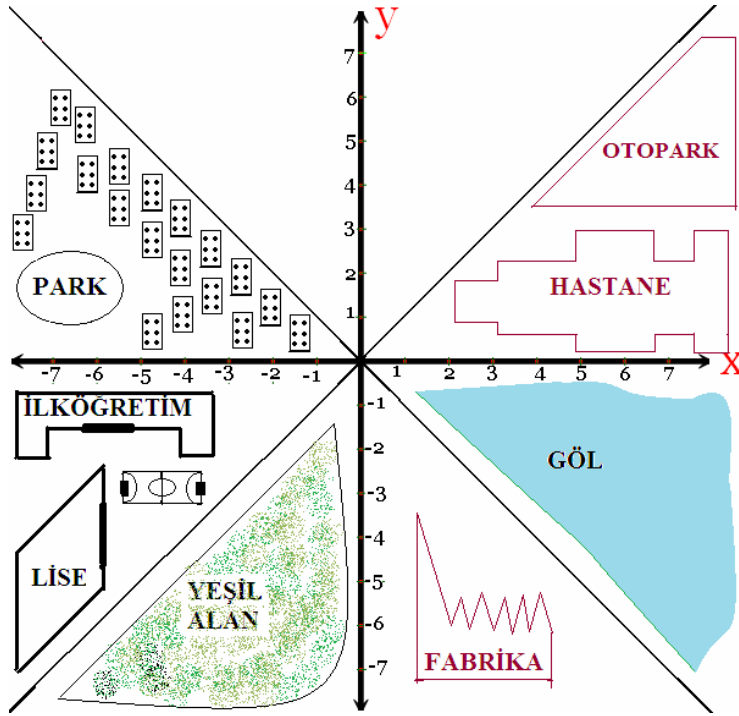 y
7
6
5
OTOPARK
4
3
2
PARK
HASTANE
1
-7 -6 -5 -4 -3 -2 -1 1 2 3 4 5 6 7 x
-1
İLKÖĞRETİM
-2
GÖL
-3
-4
LİSE
YEŞİL
ALAN
-5
-6
FABRİKA
-7